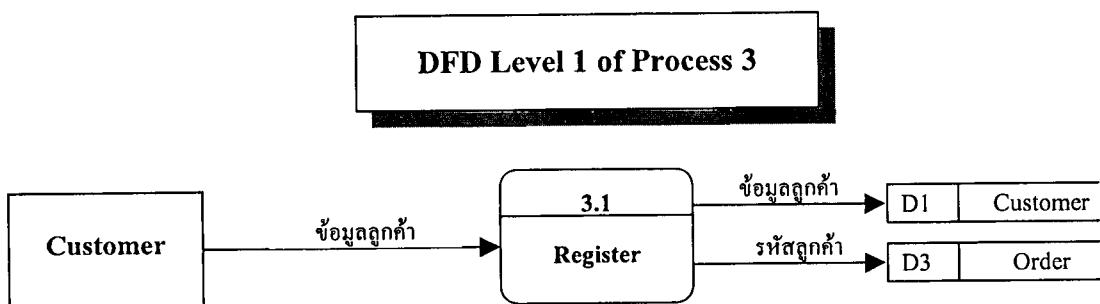 DFD Level 1 of Process 3
Customer
ข้อมูลลูกค้า
3.1
Register
ข้อมูลลูกค้า
D1 Customer
รหัสลูกค้า
D3 Order